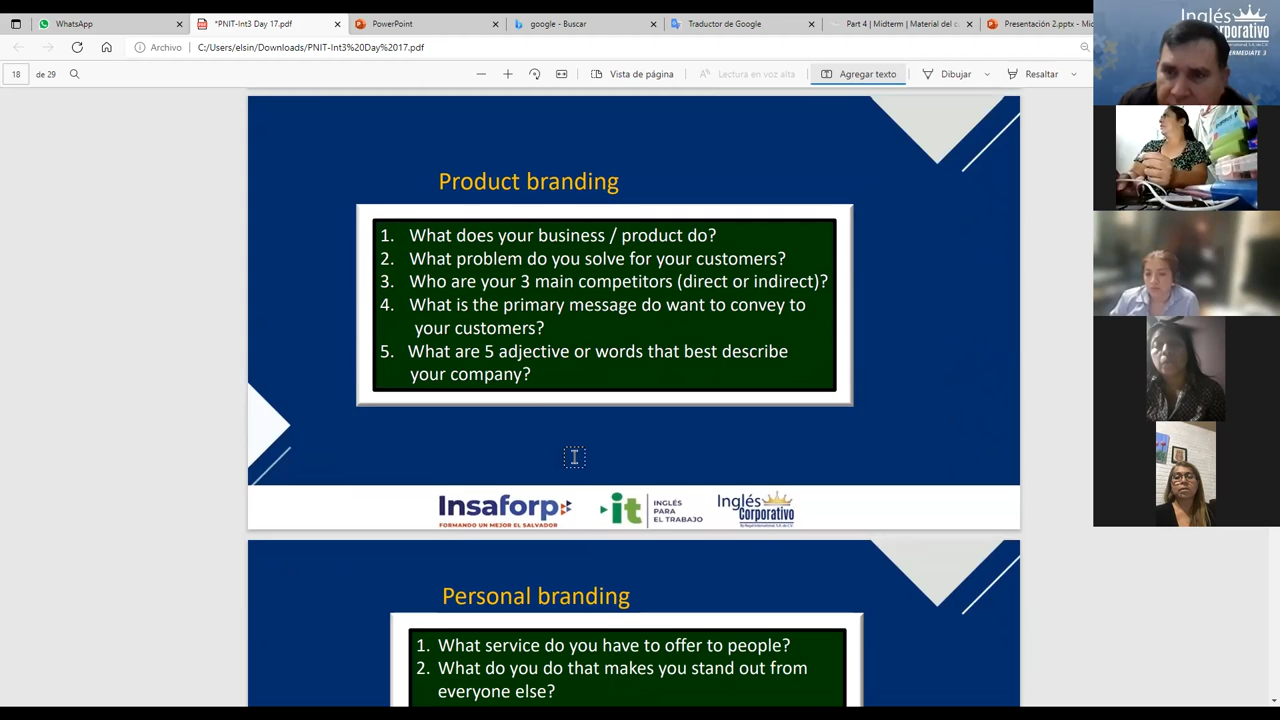 WhatsApp
*PNIT-Int3 Day 17.pdf
PowerPoint
google - Buscar
Traductor de Google
Part 4 | Midterm | Material del c
Presentación 2.pptx - Mic
Archivo
C:/Users/elsin/Downloads/PNIT-Int3%20Day%2017.pdf
18
de 29
Vista de página
Lectura en voz alta
Agregar texto
Dibujar
Resaltar
Inglés
Corporativo
Product branding
1. What does your business / product do?
2. What problem do you solve for your customers?
3. Who are your 3 main competitors (direct or indirect)?
4. What is the primary message do want to convey to
your customers?
5. What are 5 adjective or words that best describe
your company?
Insaforp
FORMANDO UN MEJOR EL SALVADOR
it
INGLÉS
PARA
EL TRABAJO
Inglés
Corporativo
Personal branding
1. What service do you have to offer to people?
2. What do you do that makes you stand out from
everyone else?